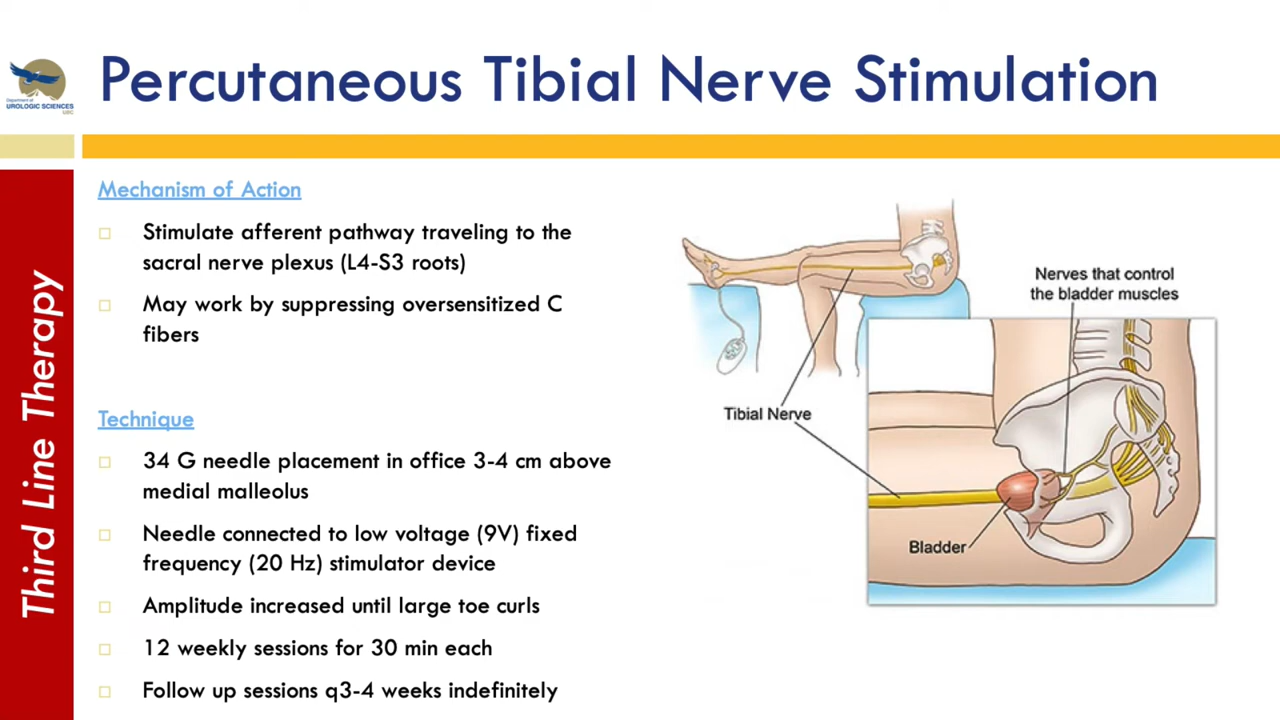 Percutaneous Tibial Nerve Stimulation
Department of
UROLOGIC SCIENCES
UBC
Third Line Therapy
Mechanism of Action
Stimulate afferent pathway traveling to the
sacral nerve plexus (L4-S3 roots)
May work by suppressing oversensitized C
fibers
Technique
34 G needle placement in office 3-4 cm above
medial malleolus
Needle connected to low voltage (9V) fixed
frequency (20 Hz) stimulator device
Amplitude increased until large toe curls
12 weekly sessions for 30 min each
Follow up sessions q3-4 weeks indefinitely
Nerves that control
the bladder muscles
Tibial Nerve
Bladder